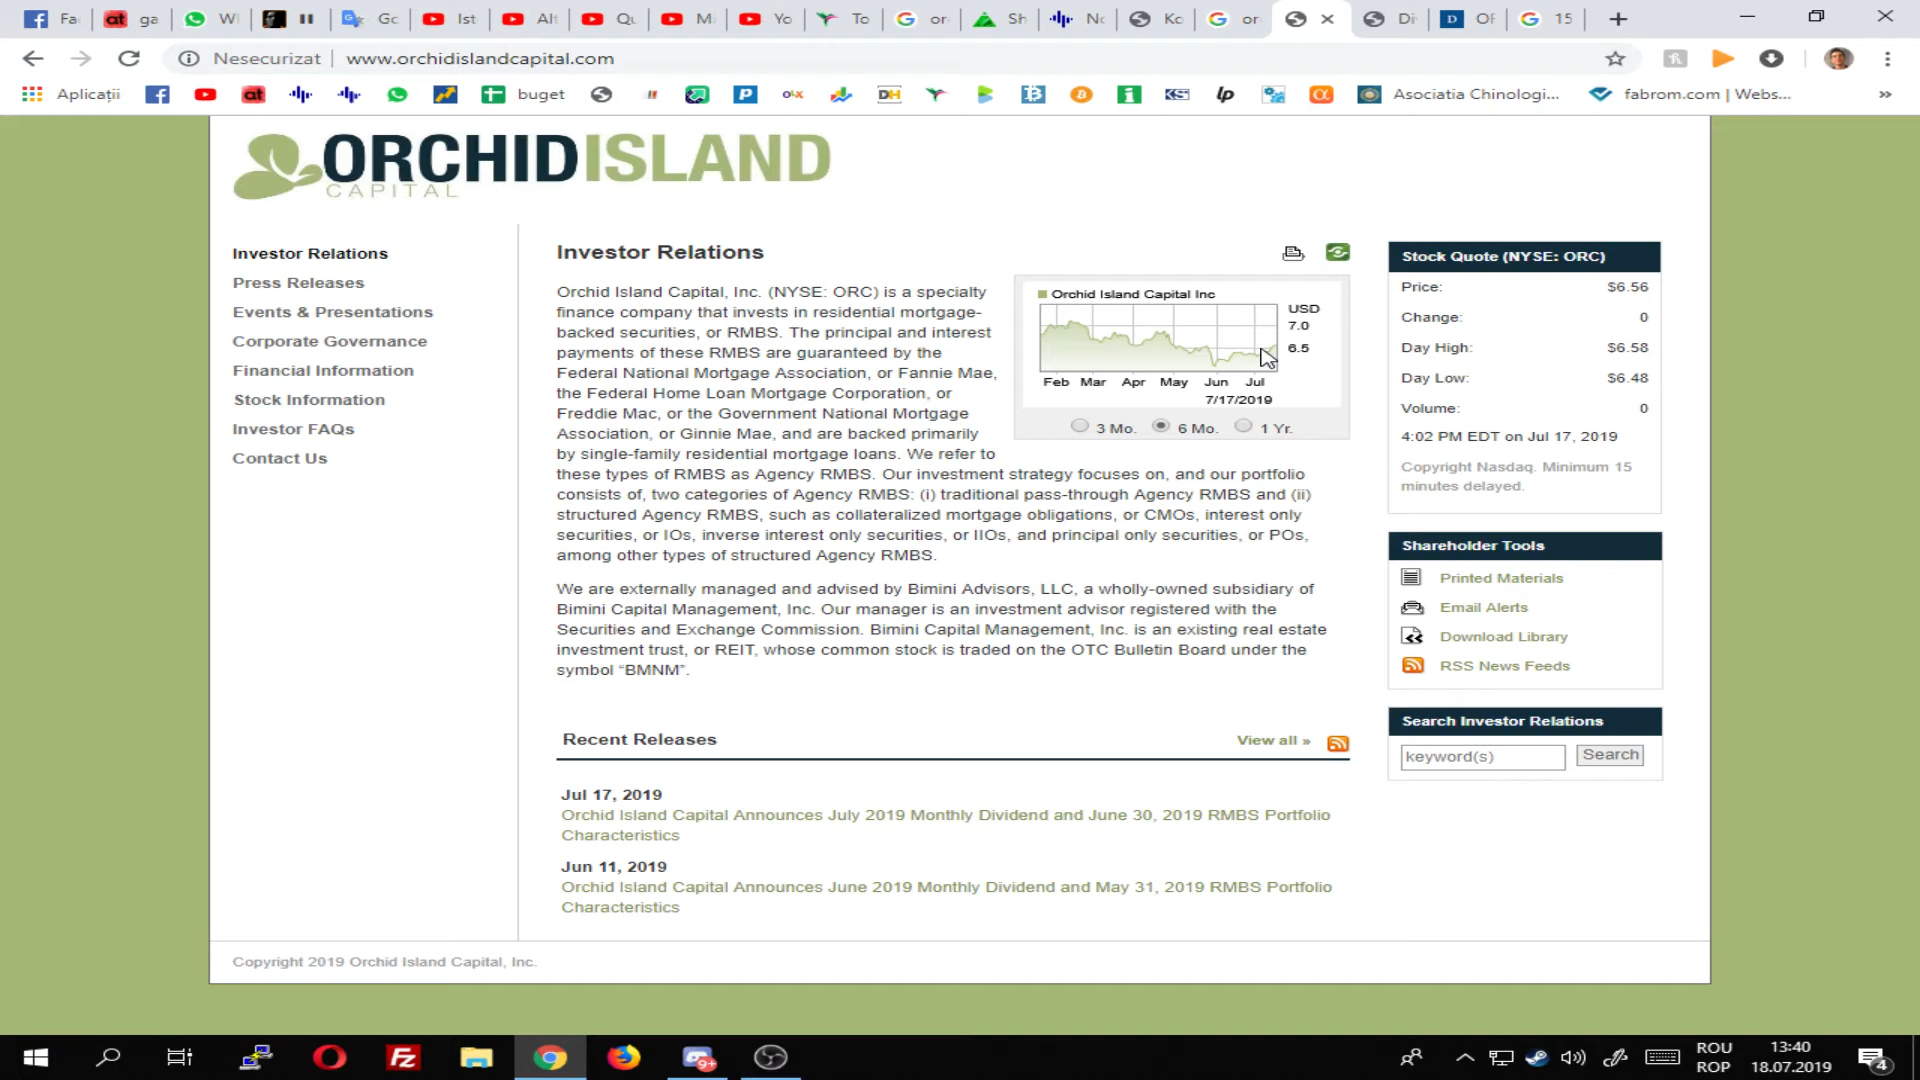 Fa
ga
W
Go
Ist
Alt
Qu
Mi
Yo
To
or
Sh
No
Ko
or
Di
OF
15
Nesecurizat
www.orchidislandcapital.com
Aplicații
buget
Asociatia Chinologi...
fabrom.com | Webs...
ORCHIDISLAND
CAPITAL
Investor Relations
Press Releases
Events & Presentations
Corporate Governance
Financial Information
Stock Information
Investor FAQs
Contact Us
Investor Relations
Orchid Island Capital, Inc. (NYSE: ORC) is a specialty
finance company that invests in residential mortgage-
backed securities, or RMBS. The principal and interest
payments of these RMBS are guaranteed by the
Federal National Mortgage Association, or Fannie Mae,
the Federal Home Loan Mortgage Corporation, or
Freddie Mac, or the Government National Mortgage
Association, or Ginnie Mae, and are backed primarily
by single-family residential mortgage loans. We refer to
these types of RMBS as Agency RMBS. Our investment strategy focuses on, and our portfolio
consists of, two categories of Agency RMBS: (i) traditional pass-through Agency RMBS and (ii)
structured Agency RMBS, such as collateralized mortgage obligations, or CMOs, interest only
securities, or IOs, inverse interest only securities, or IIOs, and principal only securities, or POs,
among other types of structured Agency RMBS.
Orchid Island Capital Inc
USD
7.0
6.5
Feb Mar Apr May Jun Jul
7/17/2019
3 Mo. 6 Mo. 1 Yr.
We are externally managed and advised by Bimini Advisors, LLC, a wholly-owned subsidiary of
Bimini Capital Management, Inc. Our manager is an investment advisor registered with the
Securities and Exchange Commission. Bimini Capital Management, Inc. is an existing real estate
investment trust, or REIT, whose common stock is traded on the OTC Bulletin Board under the
symbol “BMNM”.
Recent Releases
View all »
Jul 17, 2019
Orchid Island Capital Announces July 2019 Monthly Dividend and June 30, 2019 RMBS Portfolio
Characteristics
Jun 11, 2019
Orchid Island Capital Announces June 2019 Monthly Dividend and May 31, 2019 RMBS Portfolio
Characteristics
Stock Quote (NYSE: ORC)
Price: $6.56
Change: 0
Day High: $6.58
Day Low: $6.48
Volume: 0
4:02 PM EDT on Jul 17, 2019
Copyright Nasdaq. Minimum 15
minutes delayed.
Shareholder Tools
Printed Materials
Email Alerts
Download Library
RSS News Feeds
Search Investor Relations
keyword(s)
Search
Copyright 2019 Orchid Island Capital, Inc.
ROU
ROP
13:40
18.07.2019
4